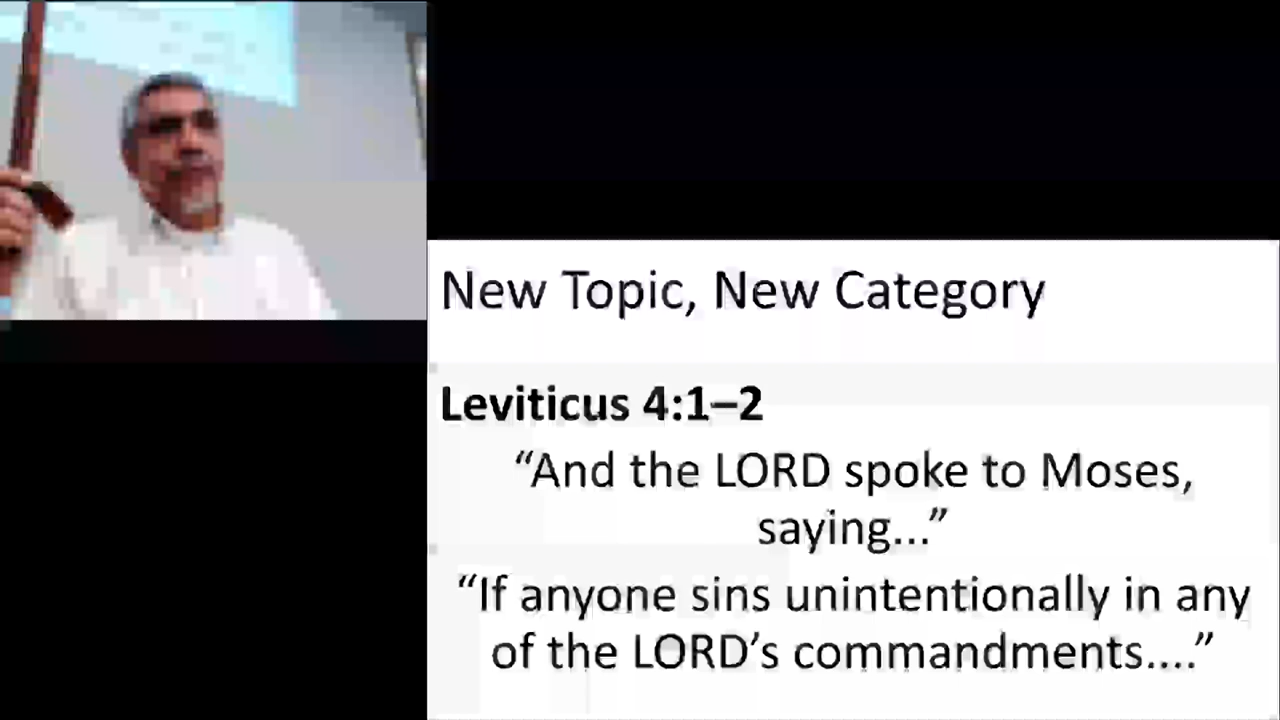 New Topic, New Category
Leviticus 4:1–2
“And the LORD spoke to Moses,
saying...”
“If anyone sins unintentionally in any
of the LORD’s commandments....”